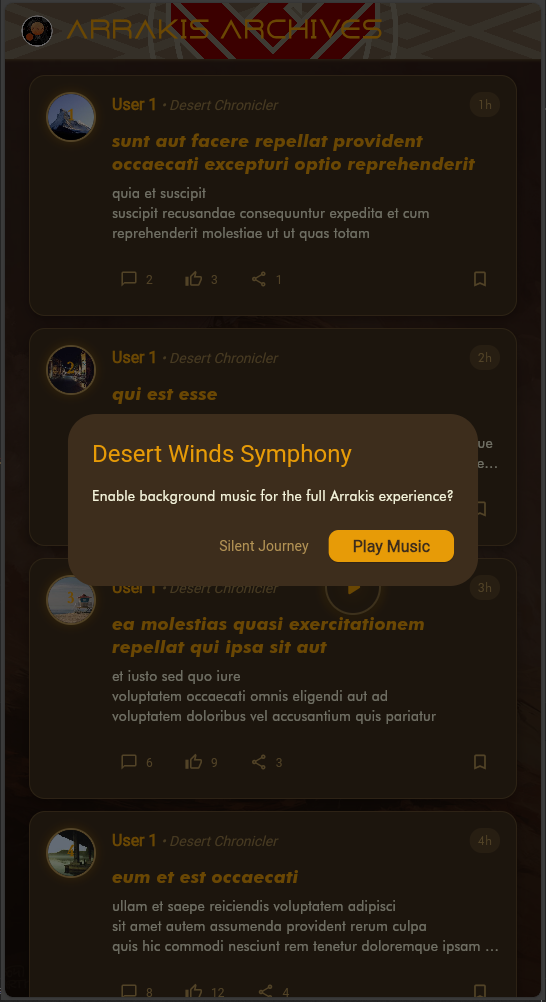 ARRAKIS ARCHIVES
User 1 • Desert Chronicler
1h
sunt aut facere repellat provident
occaecati excepturi optio reprehenderit
quia et suscipit
suscipit recusandae consequuntur expedita et cum
reprehenderit molestiae ut ut quas totam
2 3 1
User 1 • Desert Chronicler
2h
qui est esse
ue
e...
Desert Winds Symphony
Enable background music for the full Arrakis experience?
Silent Journey
Play Music
User 1 • Desert Chronicler
3h
ea molestias quasi exercitationem
repellat qui ipsa sit aut
et iusto sed quo iure
voluptatem occaecati omnis eligendi aut ad
voluptatem doloribus vel accusantium quis pariatur
6 9 3
User 1 • Desert Chronicler
4h
eum et est occaecati
ullam et saepe reiciendis voluptatem adipisci
sit amet autem assumenda provident rerum culpa
quis hic commodi nesciunt rem tenetur doloremque ipsam ...
8 12 4